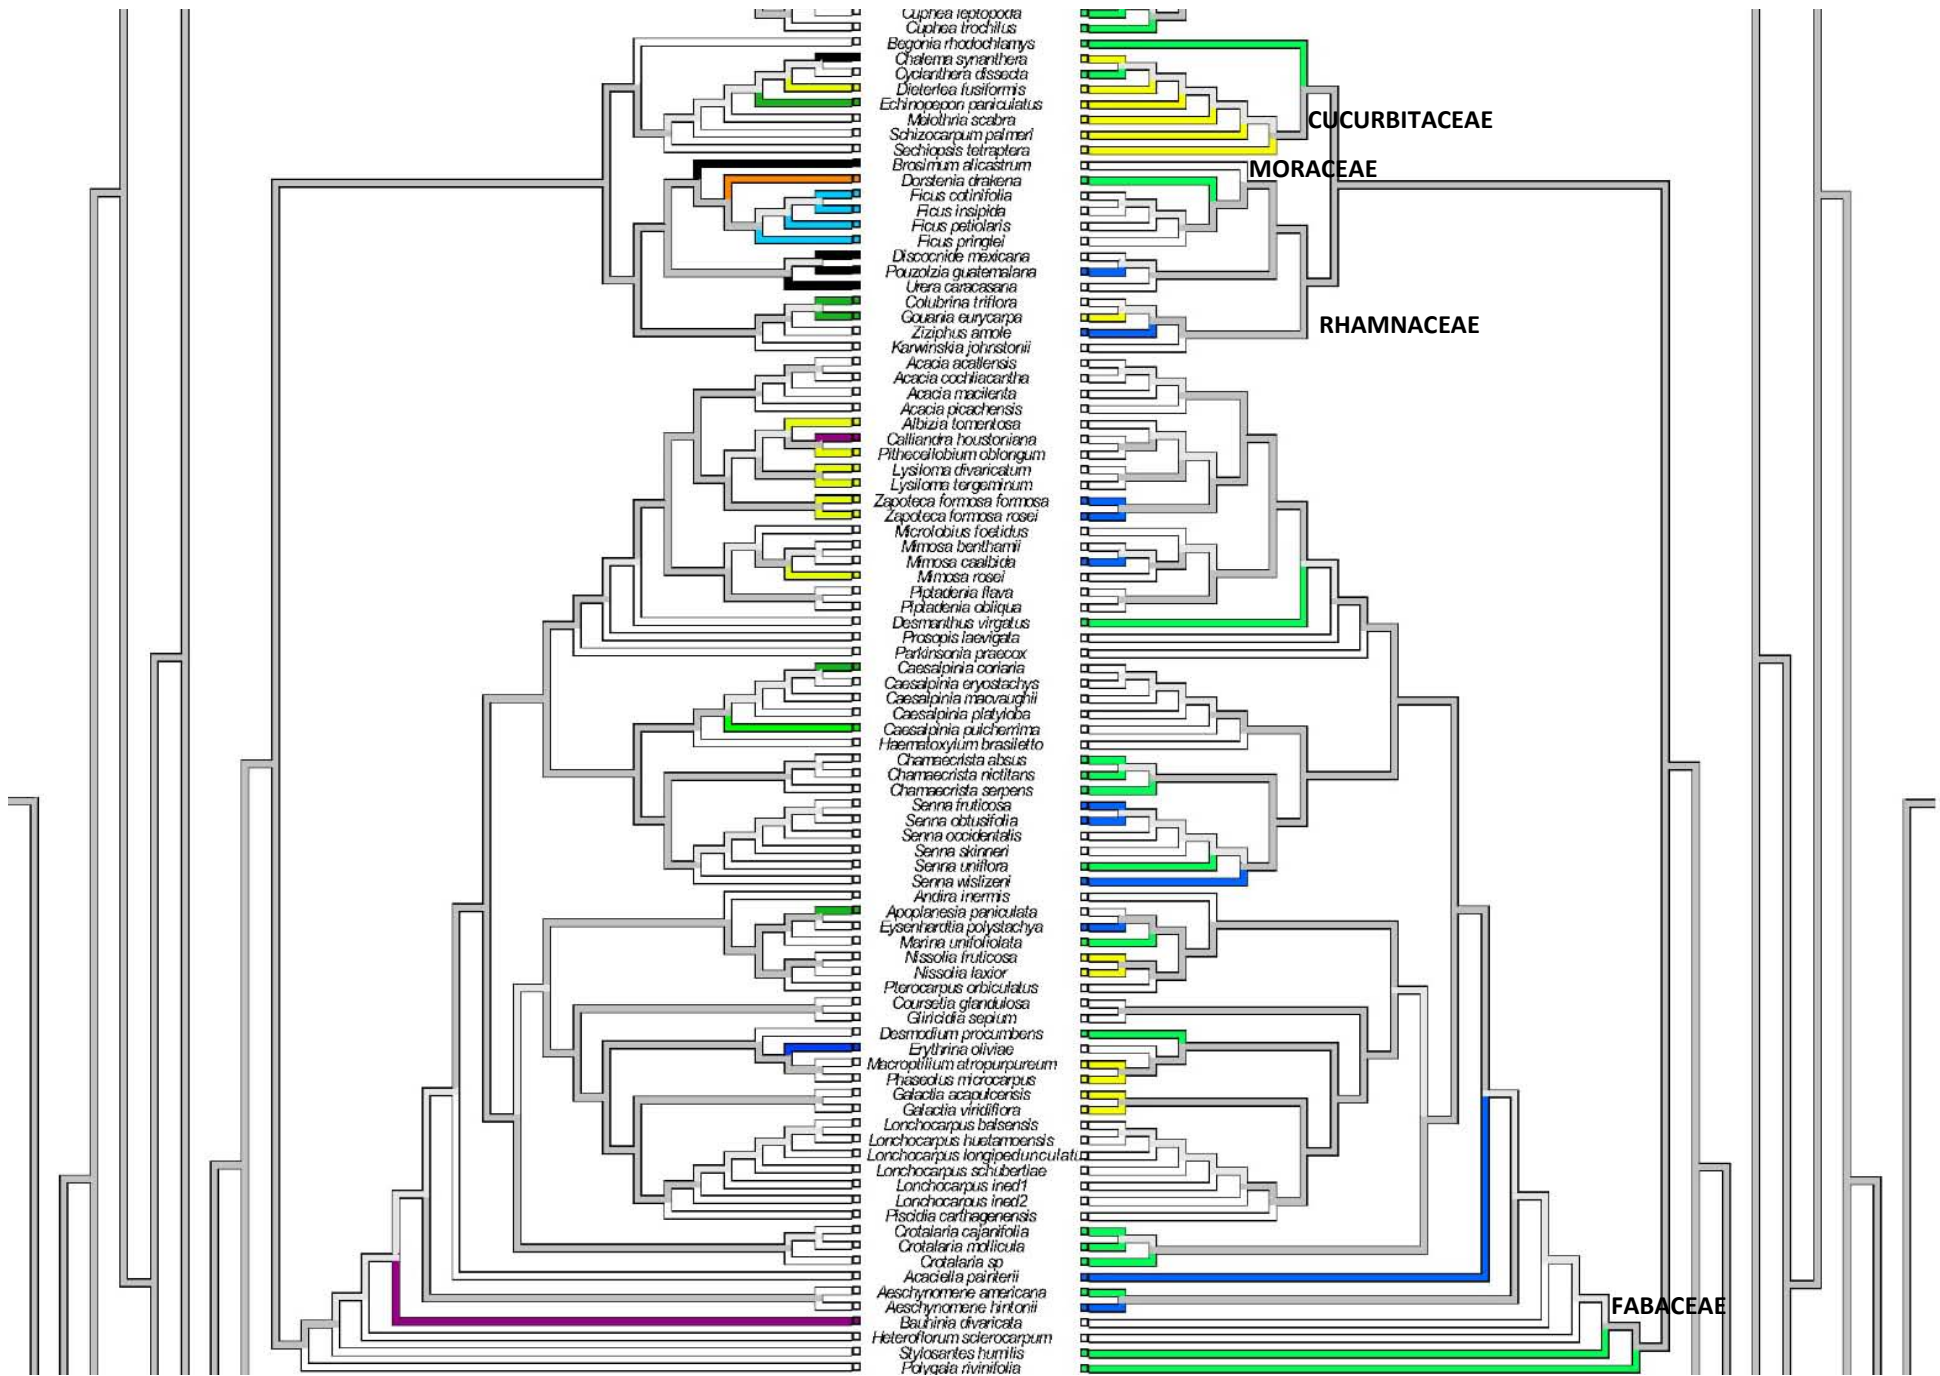 Cuphea leptopoda
Cuphea trochilus
Begonia rhodochlamys
Chalema synanthera
Cyclanthera dissecta
Dieterlea fusiformis
Echinopepon paniculatus
Melothria scabra
CUCURBITACEAE
Schizocarpum palmeri
Sechiopsis tetraptera
Brosimum alicastrum
MORACEAE
Dorstenia drakena
Ficus cotinifolia
Ficus insipida
Ficus petiolaris
Ficus pringlei
Discocnide mexicana
Pouzolzia guatemalana
Urera caracasana
Colubrina triflora
Gouania eurycarpa
RHAMNACEAE
Ziziphus amole
Karwinskia johnstonii
Acacia acatlensis
Acacia cochliacantha
Acacia macilenta
Acacia picachensis
Albizia tomentosa
Calliandra houstoniana
Pithecellobium oblongum
Lysiloma divaricatum
Lysiloma tergeminum
Zapoteca formosa formosa
Zapoteca formosa rosei
Microlobius foetidus
Mimosa benthamii
Mimosa caalbida
Mimosa rosei
Piptadenia flava
Piptadenia obliqua
Desmanthus virgatus
Prosopis laevigata
Parkinsonia praecox
Caesalpinia coriaria
Caesalpinia eryostachys
Caesalpinia macvaughii
Caesalpinia platyloba
Caesalpinia pulcherrima
Haematoxylum brasiletto
Chamaecrista absus
Chamaecrista nictitans
Chamaecrista serpens
Senna fruticosa
Senna obtusifolia
Senna occidentalis
Senna skinneri
Senna uniflora
Senna wislizeni
Andira inermis
Apoplanesia paniculata
Eysenhardtia polystachya
Marina unifoliolata
Nissolia fruticosa
Nissolia laxior
Pterocarpus orbiculatus
Coursetia glandulosa
Gliricidia sepium
Desmodium procumbens
Erythrina oliviae
Macroptilium atropurpureum
Phaseolus microcarpus
Galactia acapulcensis
Galactia viridiflora
Lonchocarpus balsensis
Lonchocarpus huetamoensis
Lonchocarpus longipedunculatu
Lonchocarpus schubertiae
Lonchocarpus ined1
Lonchocarpus ined2
Piscidia carthagenensis
Crotalaria cajanifolia
Crotalaria mollicula
Crotalaria sp
Acaciella painterii
Aeschynomene americana
Aeschynomene hintonii
FABACEAE
Bauhinia divaricata
Heteroflorum sclerocarpum
Stylosantes humilis
Polygala rivinifolia